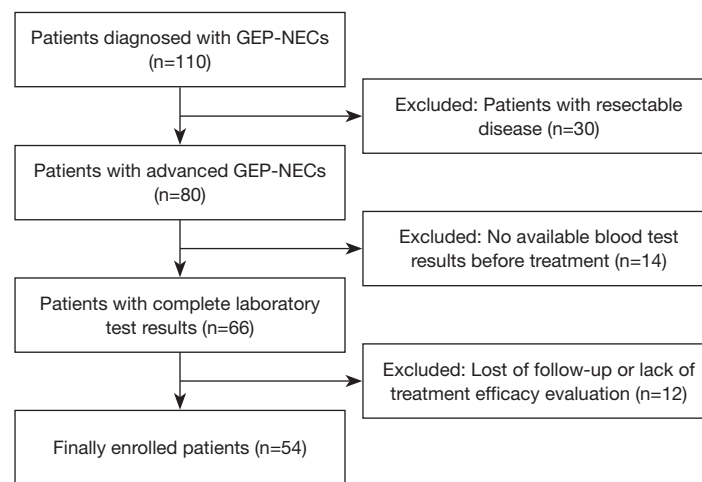 Patients diagnosed with GEP-NECs
(n=110)
Excluded: Patients with resectable
disease (n=30)
Patients with advanced GEP-NECs
(n=80)
Excluded: No available blood test
results before treatment (n=14)
Patients with complete laboratory
test results (n=66)
Excluded: Lost of follow-up or lack of
treatment efficacy evaluation (n=12)
Finally enrolled patients (n=54)